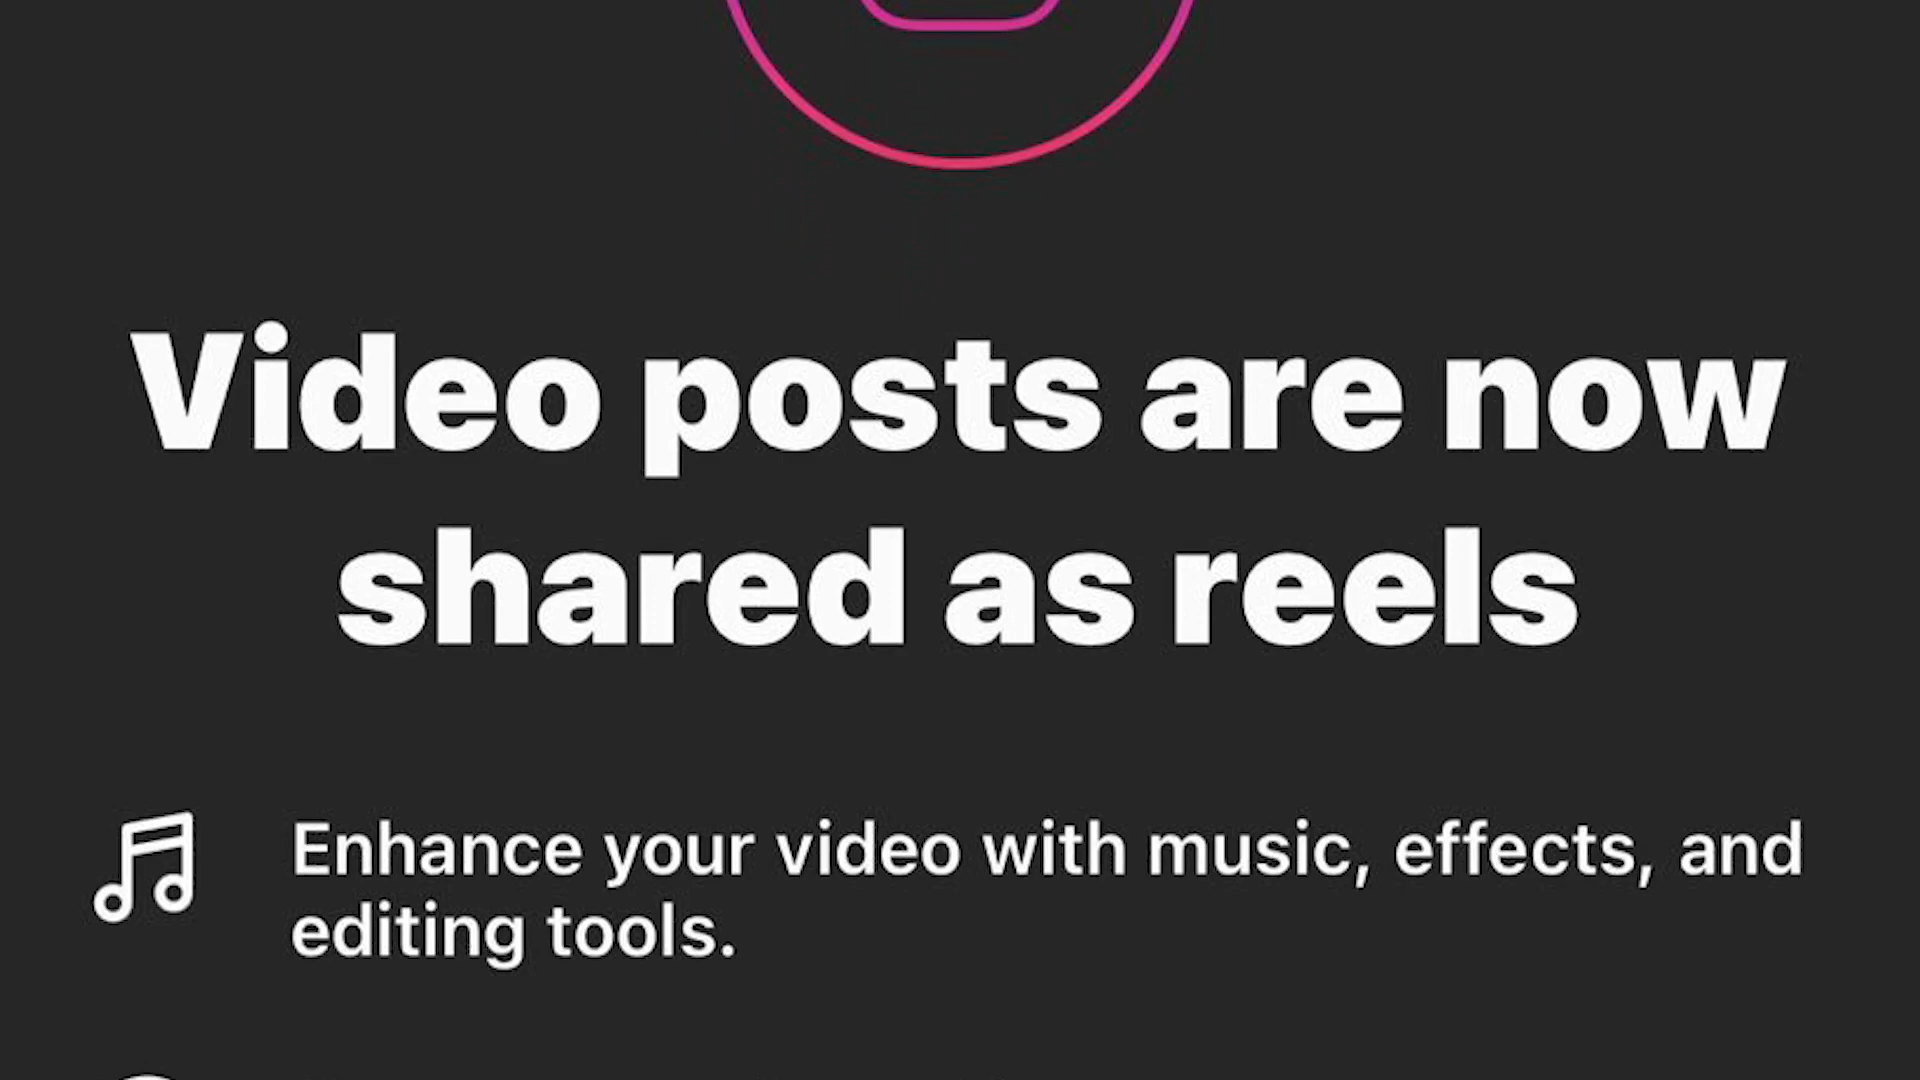 Video posts are now
shared as reels
Enhance your video with music, effects, and
editing tools.